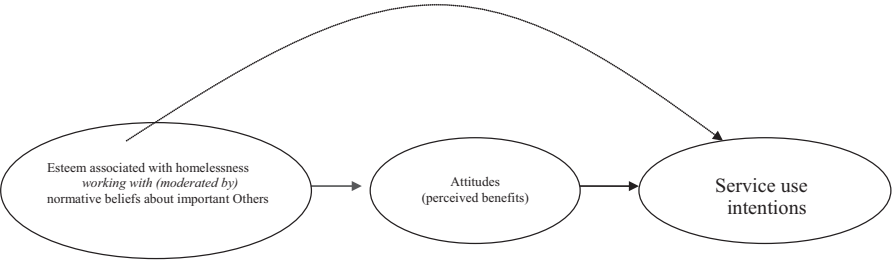 Esteem associated with homelessness
working with (moderated by)
normative beliefs about important Others
Attitudes
(perceived benefits)
Service use
intentions